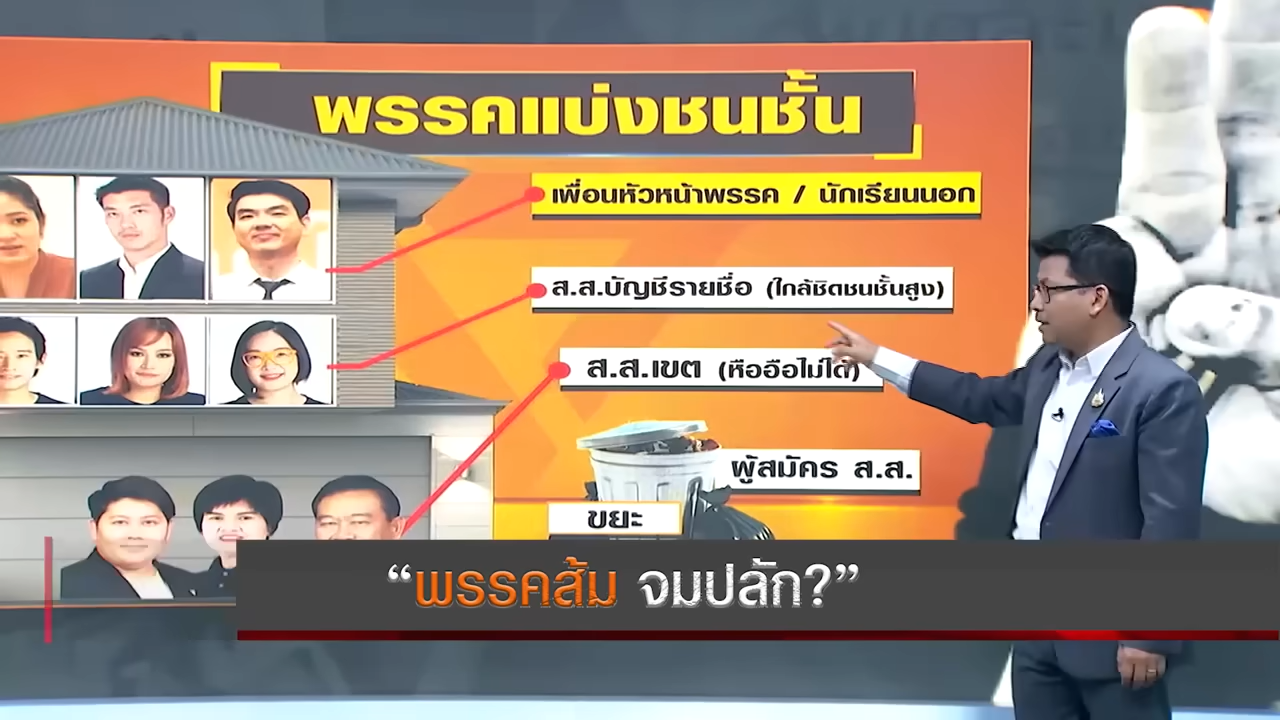 พรรคแบ่งชนชั้น
เพื่อนหัวหน้าพรรค / นักเรียนนอก
ส.ส.บัญชีรายชื่อ (ใกล้ชิดชนชั้นสูง)
ส.ส.เขต (หืออือไม่ได้)
ผู้สมัคร ส.ส.
ขยะ
“พรรคส้ม จมปลัก?”